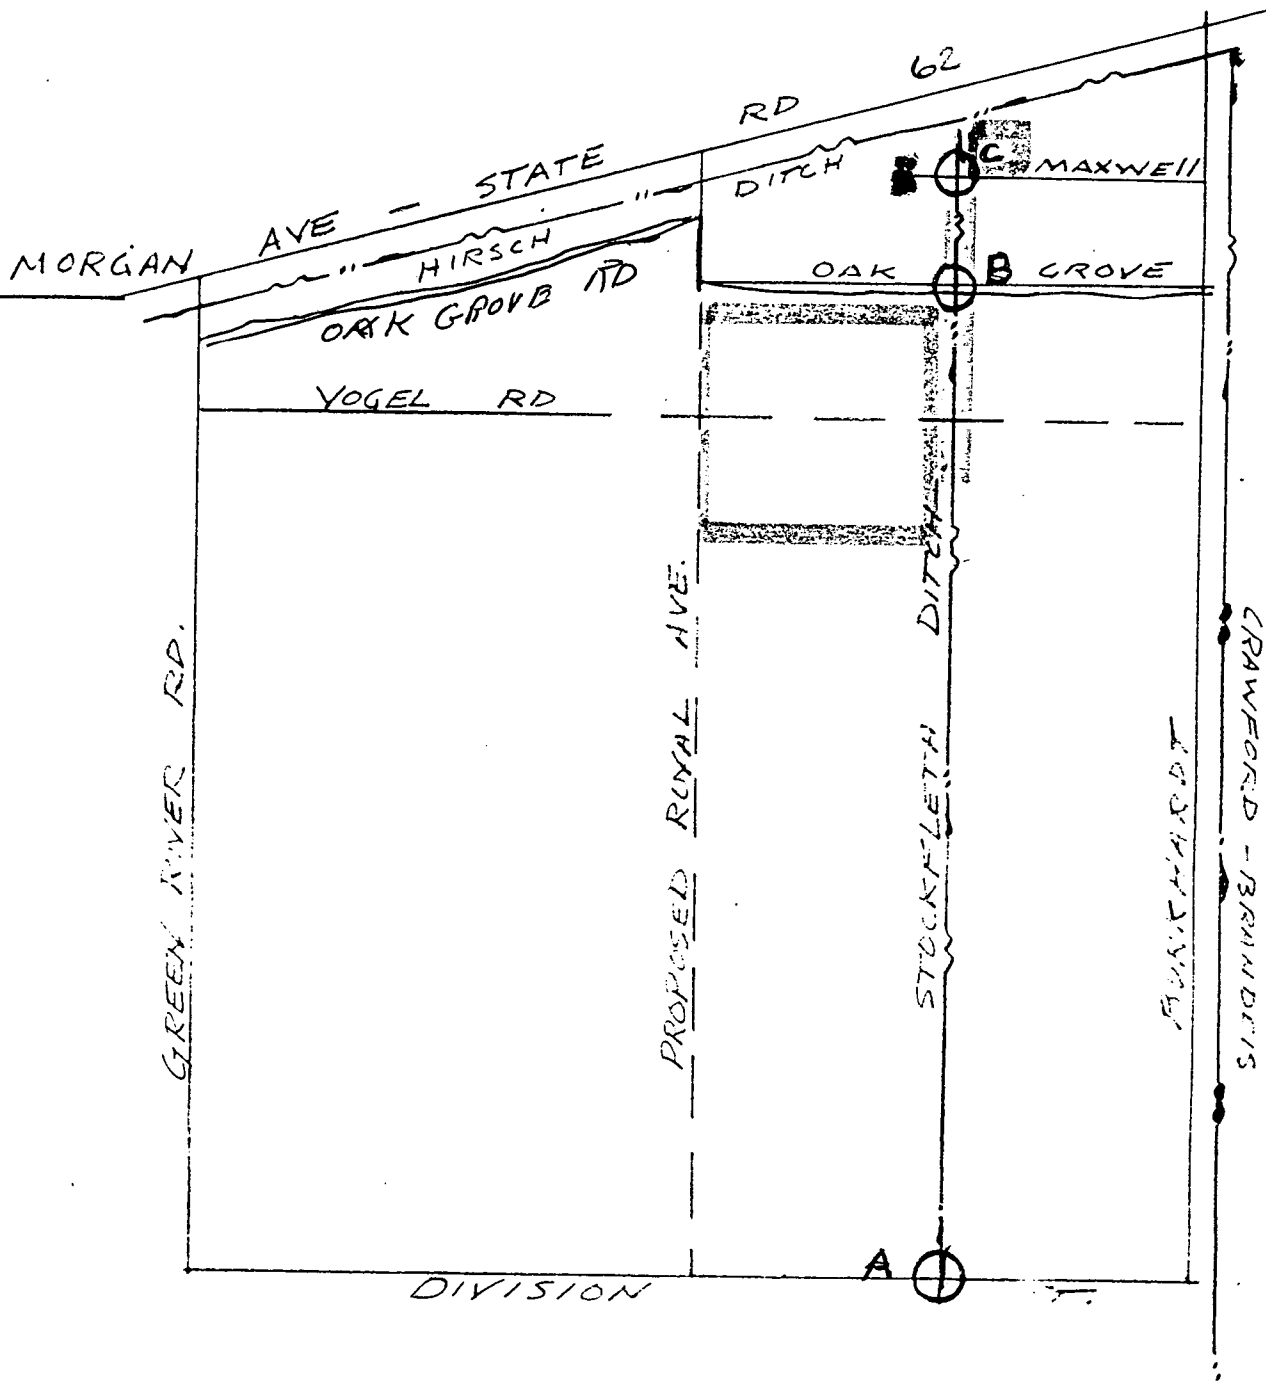 62
MORGAN AVE - STATE RD
HIRSCH DITCH
C
MAXWEll
OAK GROVE RD
B
OAK GROVE
VOGEL RD
GREEN RIVER RD.
PROPOSED ROYAL AVE.
STOCKFLETH DITCH
BURKHARDT
CRAWFORD - BRANDEIS
A
DIVISION